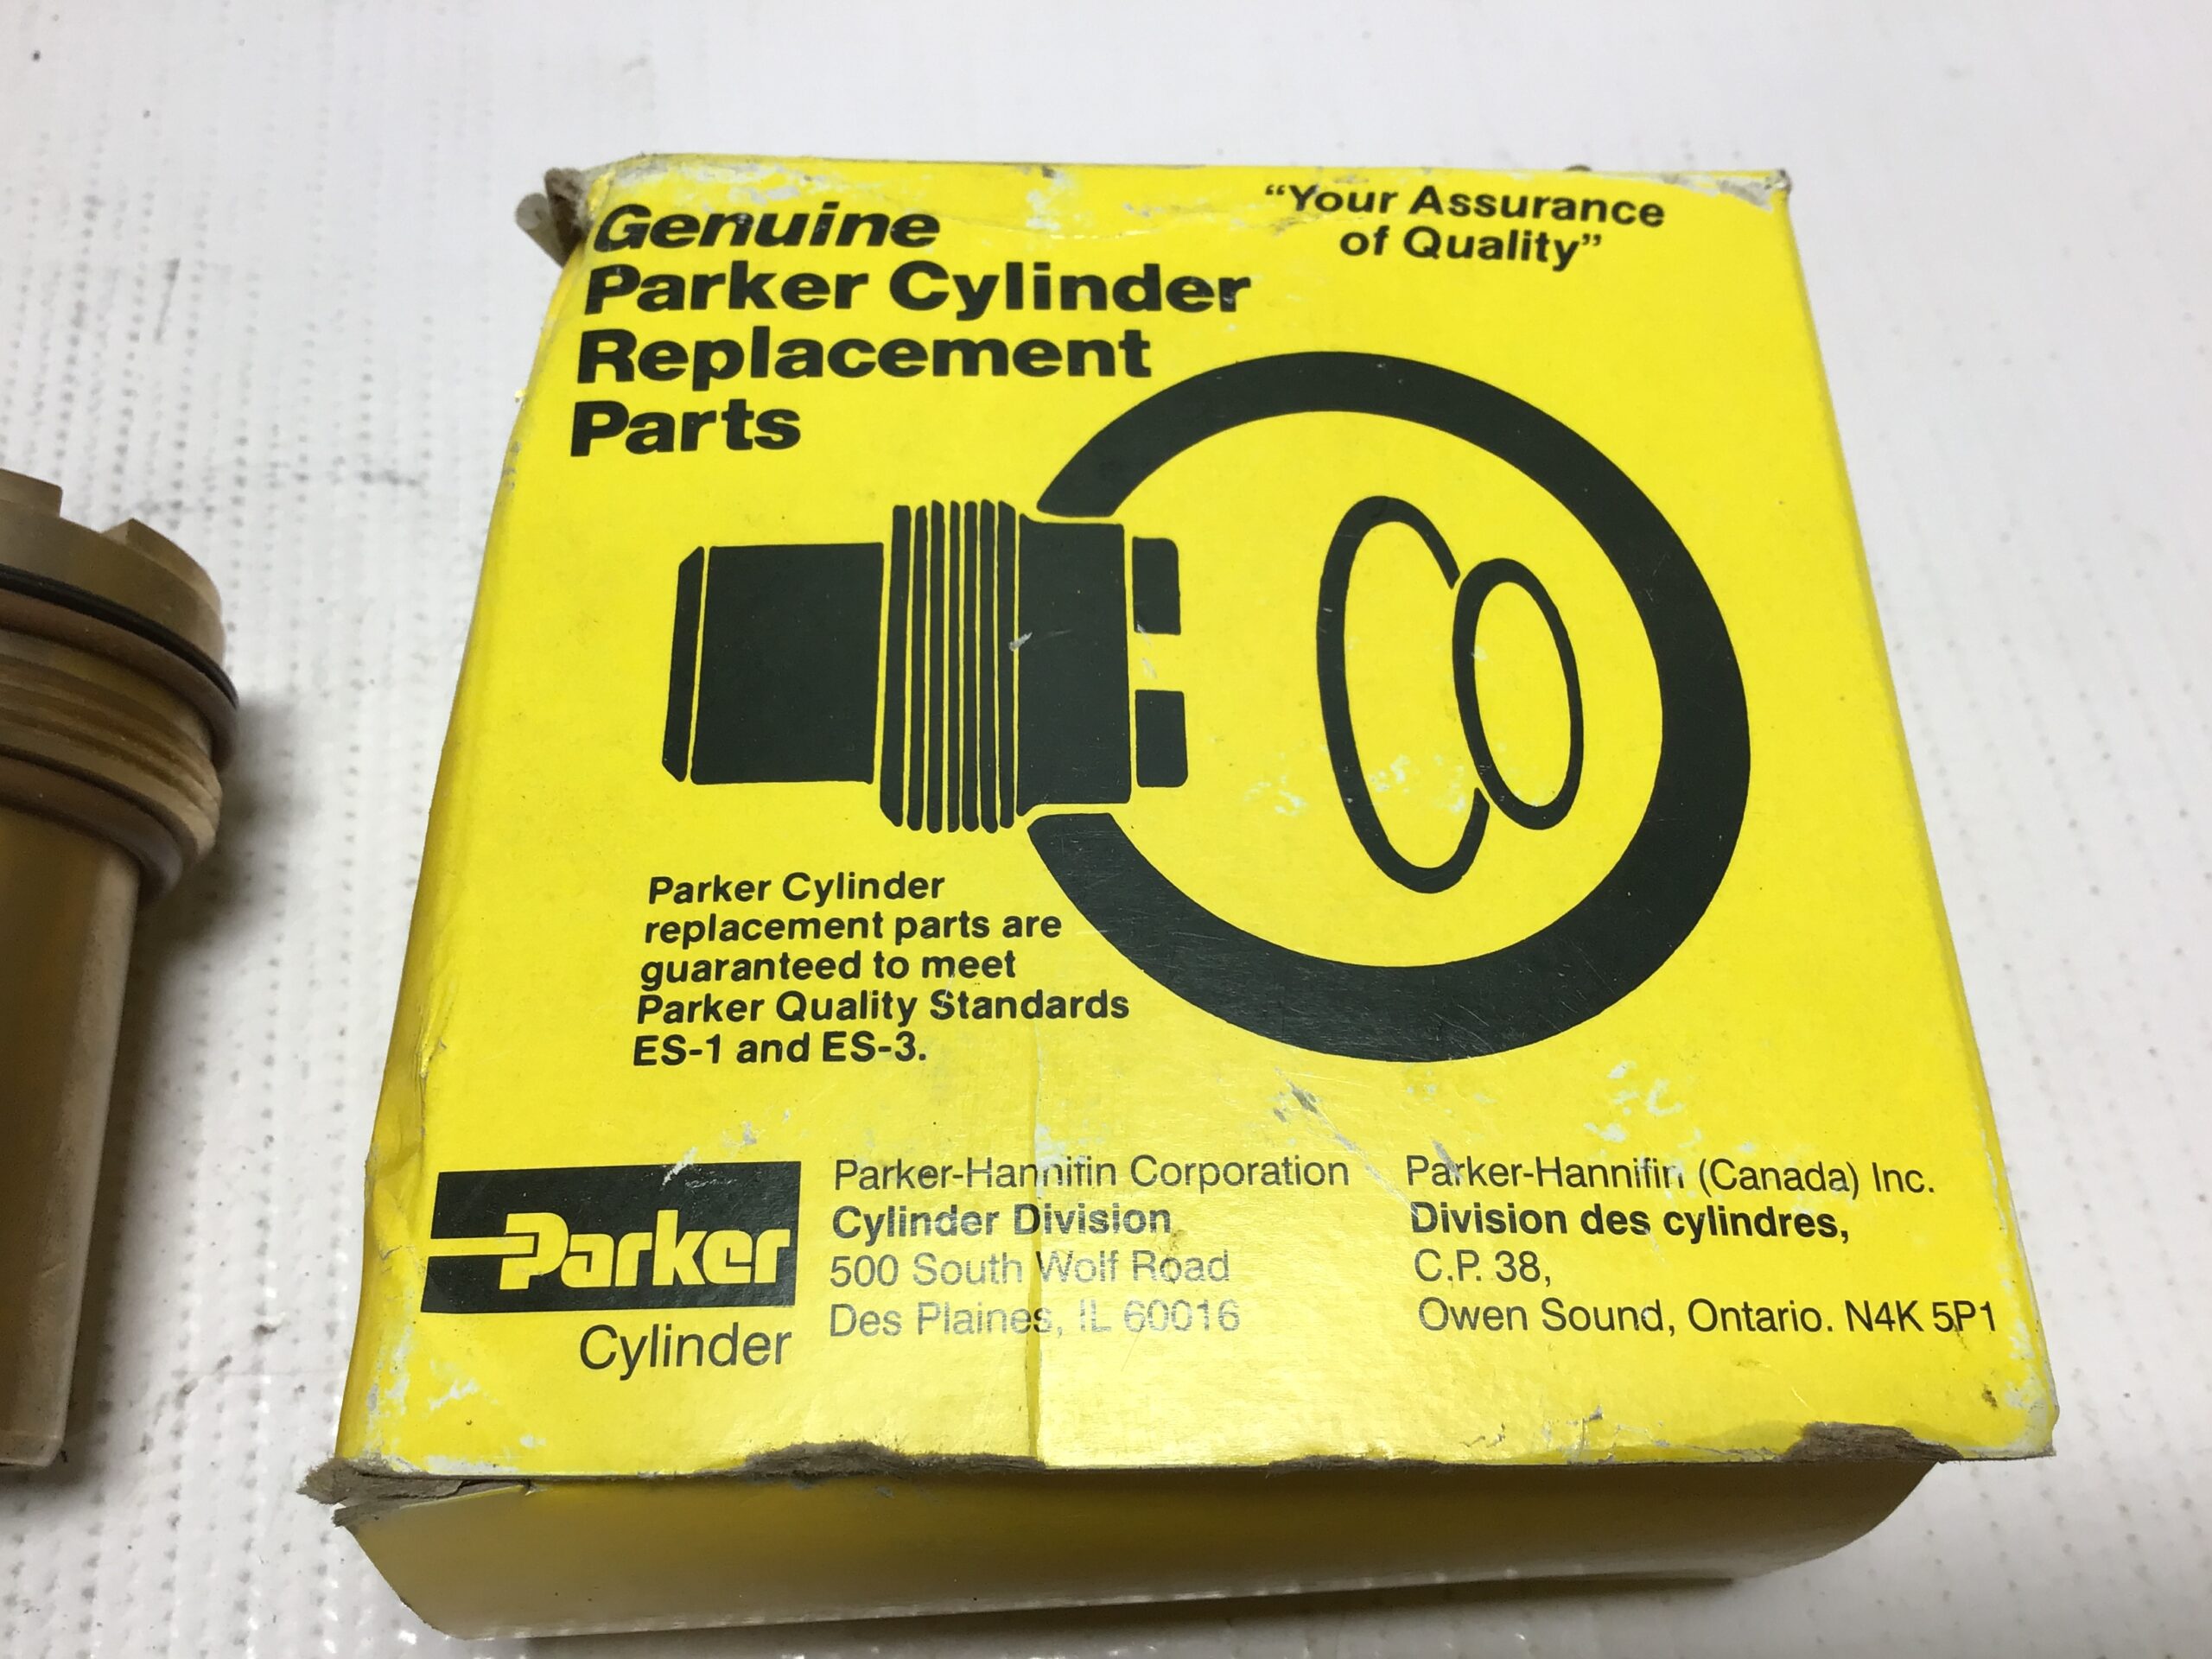 Genuine
Parker Cylinder
Replacement
Parts
“Your Assurance
of Quality”
Parker Cylinder
replacement parts are
guaranteed to meet
Parker Quality Standards
ES-1 and ES-3.
Parker
Cylinder
Parker-Hannifin Corporation
Cylinder Division
500 South Wolf Road
Des Plaines, IL 60016
Parker-Hannifin (Canada) Inc.
Division des cylindres,
C.P. 38,
Owen Sound, Ontario. N4K 5P1